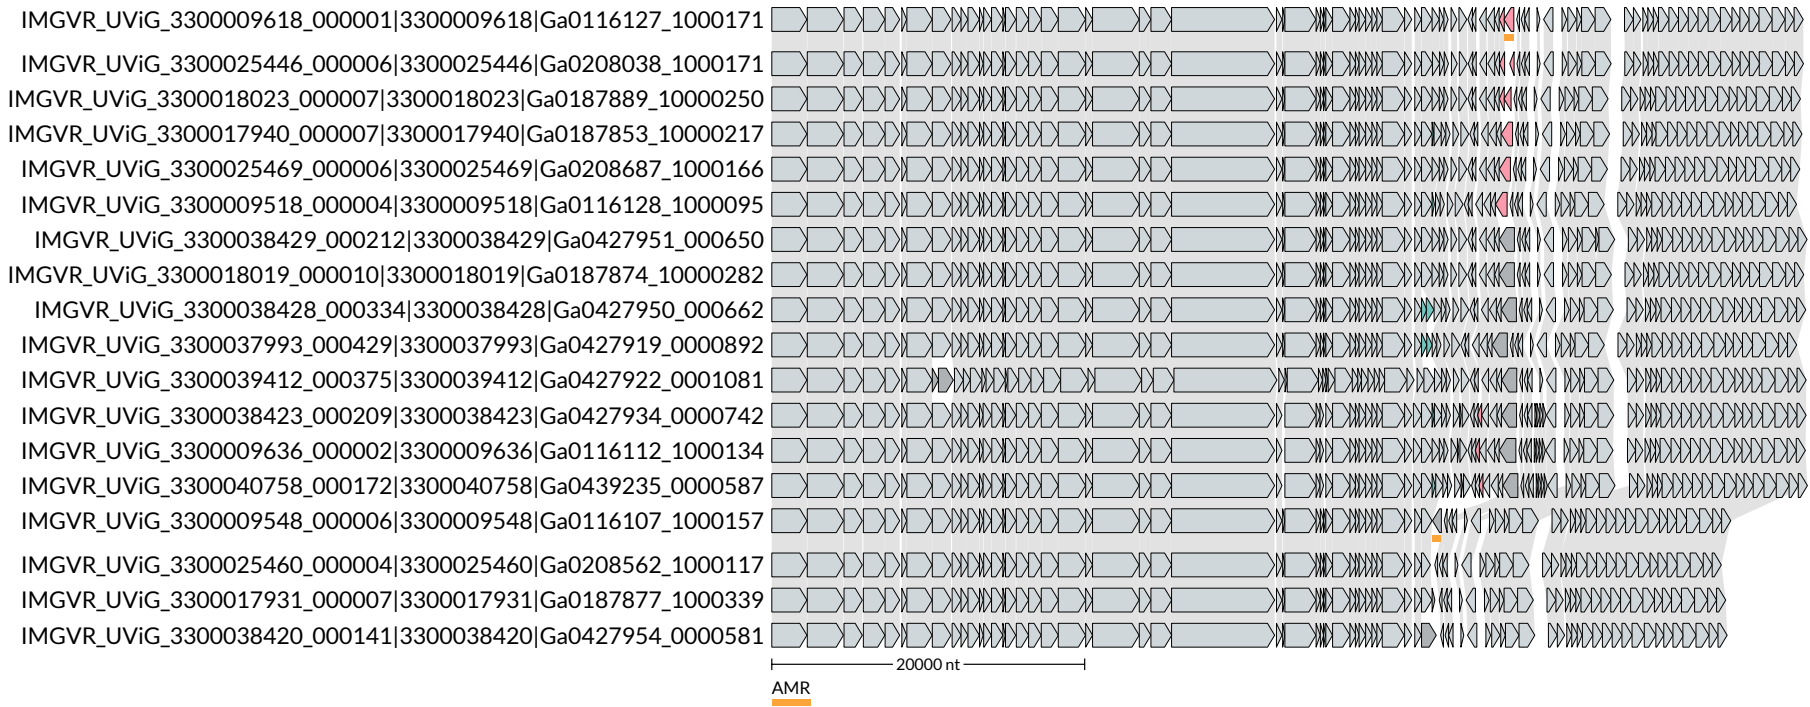 IMGVR_UViG_3300009618_000001|3300009618|Ga0116127_1000171
IMGVR_UViG_3300025446_000006|3300025446|Ga0208038_1000171
IMGVR_UViG_3300018023_000007|3300018023|Ga0187889_10000250
IMGVR_UViG_3300017940_000007|3300017940|Ga0187853_10000217
IMGVR_UViG_3300025469_000006|3300025469|Ga0208687_1000166
IMGVR_UViG_3300009518_000004|3300009518|Ga0116128_1000095
IMGVR_UViG_3300038429_000212|3300038429|Ga0427951_000650
IMGVR_UViG_3300018019_000010|3300018019|Ga0187874_10000282
IMGVR_UViG_3300038428_000334|3300038428|Ga0427950_000662
IMGVR_UViG_3300037993_000429|3300037993|Ga0427919_0000892
IMGVR_UViG_3300039412_000375|3300039412|Ga0427922_0001081
IMGVR_UViG_3300038423_000209|3300038423|Ga0427934_0000742
IMGVR_UViG_3300009636_000002|3300009636|Ga0116112_1000134
IMGVR_UViG_3300040758_000172|3300040758|Ga0439235_0000587
IMGVR_UViG_3300009548_000006|3300009548|Ga0116107_1000157
IMGVR_UViG_3300025460_000004|3300025460|Ga0208562_1000117
IMGVR_UViG_3300017931_000007|3300017931|Ga0187877_1000339
IMGVR_UViG_3300038420_000141|3300038420|Ga0427954_0000581
20000 nt
AMR